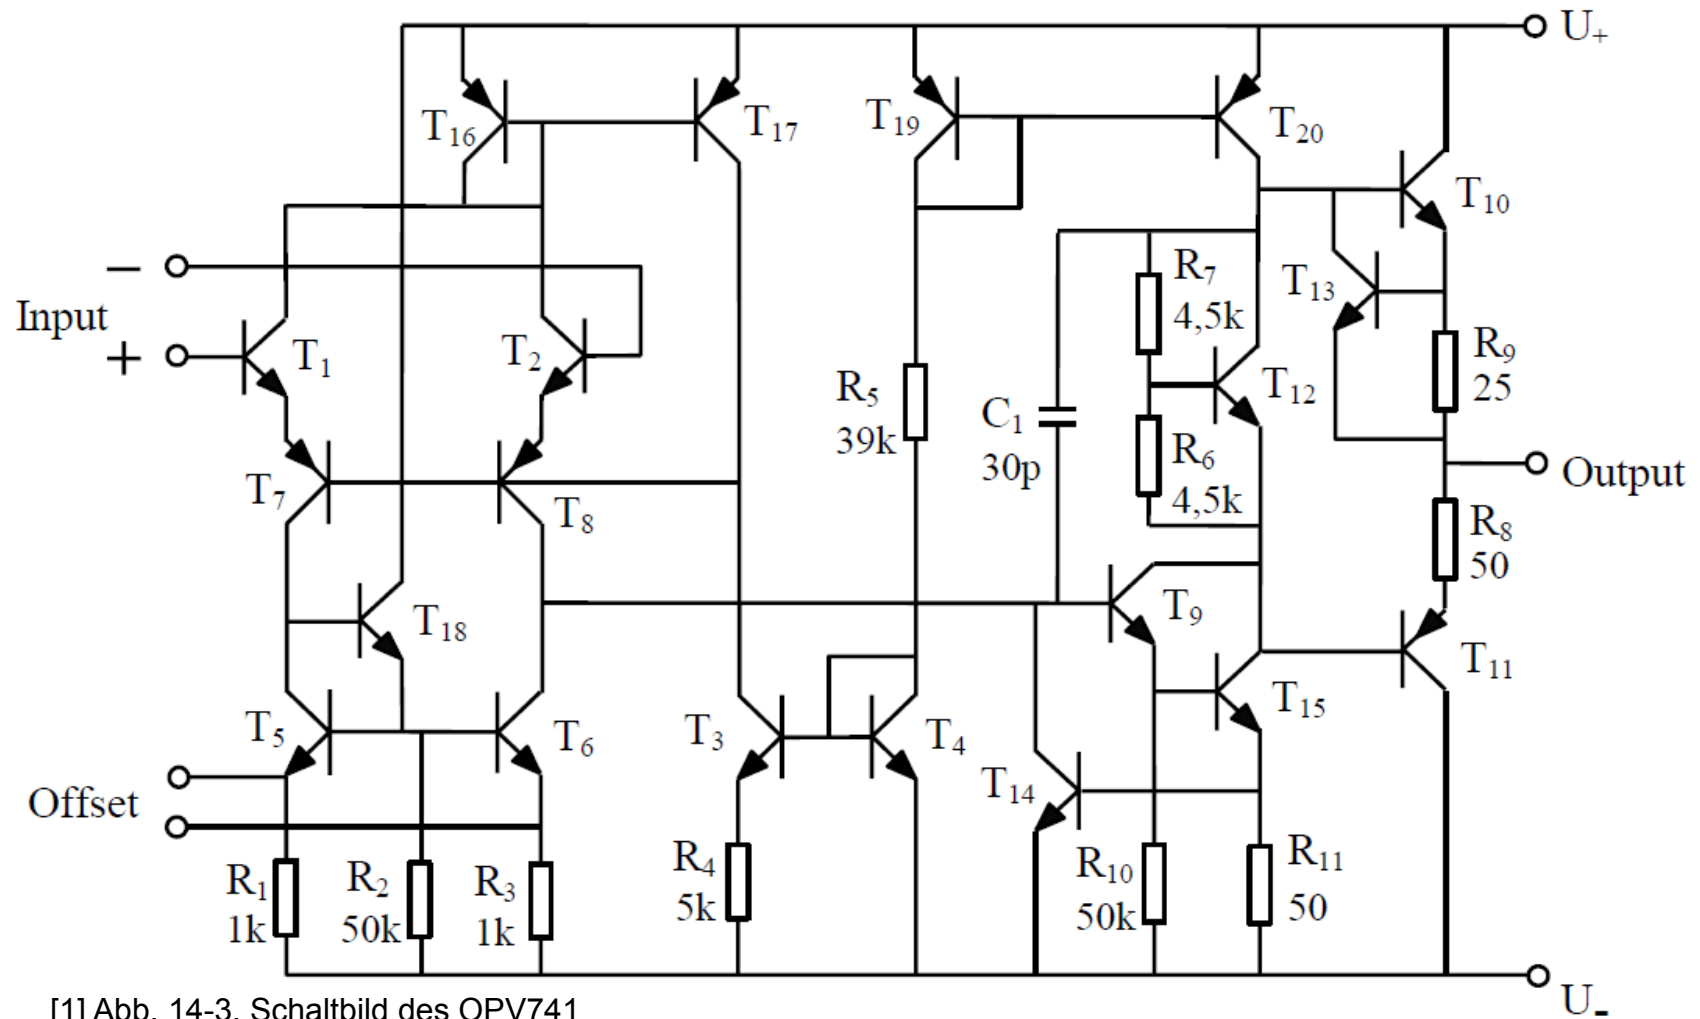 U₊
T₁₆
T₁₇
T₁₉
T₂₀
T₁₀
−
Input
+
T₁
T₂
R₇
4,5k
T₁₃
T₁₂
R₉
25
R₅
39k
C₁
30p
R₆
4,5k
Output
T₇
T₈
R₈
50
T₁₈
T₉
T₁₁
T₅
T₆
T₃
T₄
T₁₅
T₁₄
Offset
R₁
1k
R₂
50k
R₃
1k
R₄
5k
R₁₀
50k
R₁₁
50
U₋
[1] Abb. 14-3. Schaltbild des OPV741